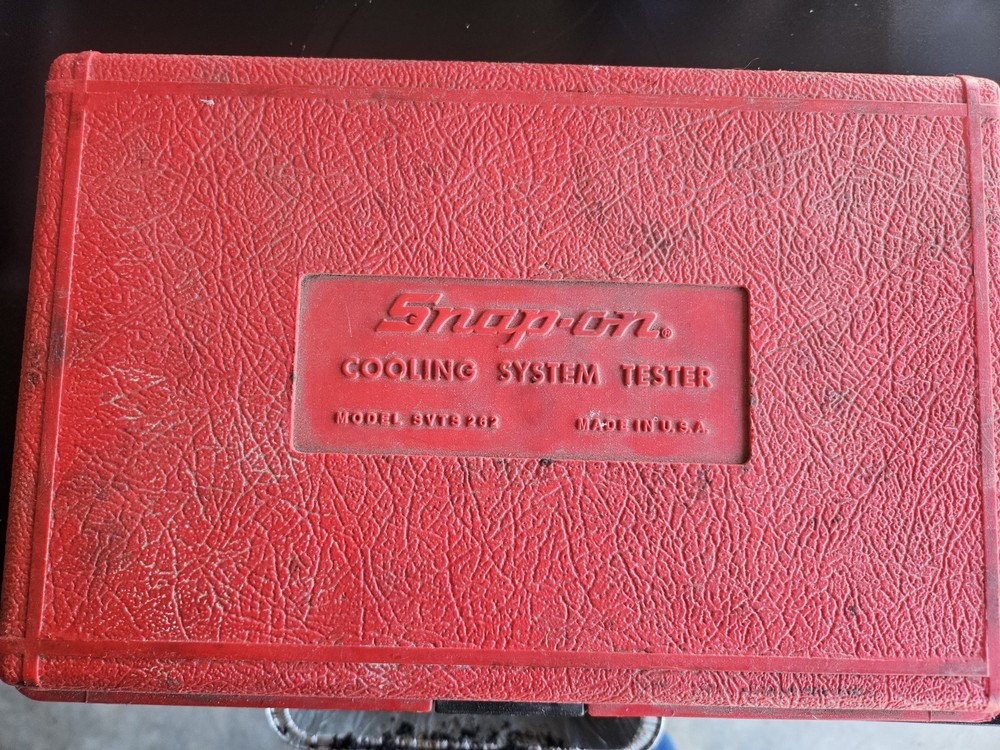 Snap-on®
COOLING SYSTEM TESTER
MODEL SVTS 262 MADE IN U.S.A.